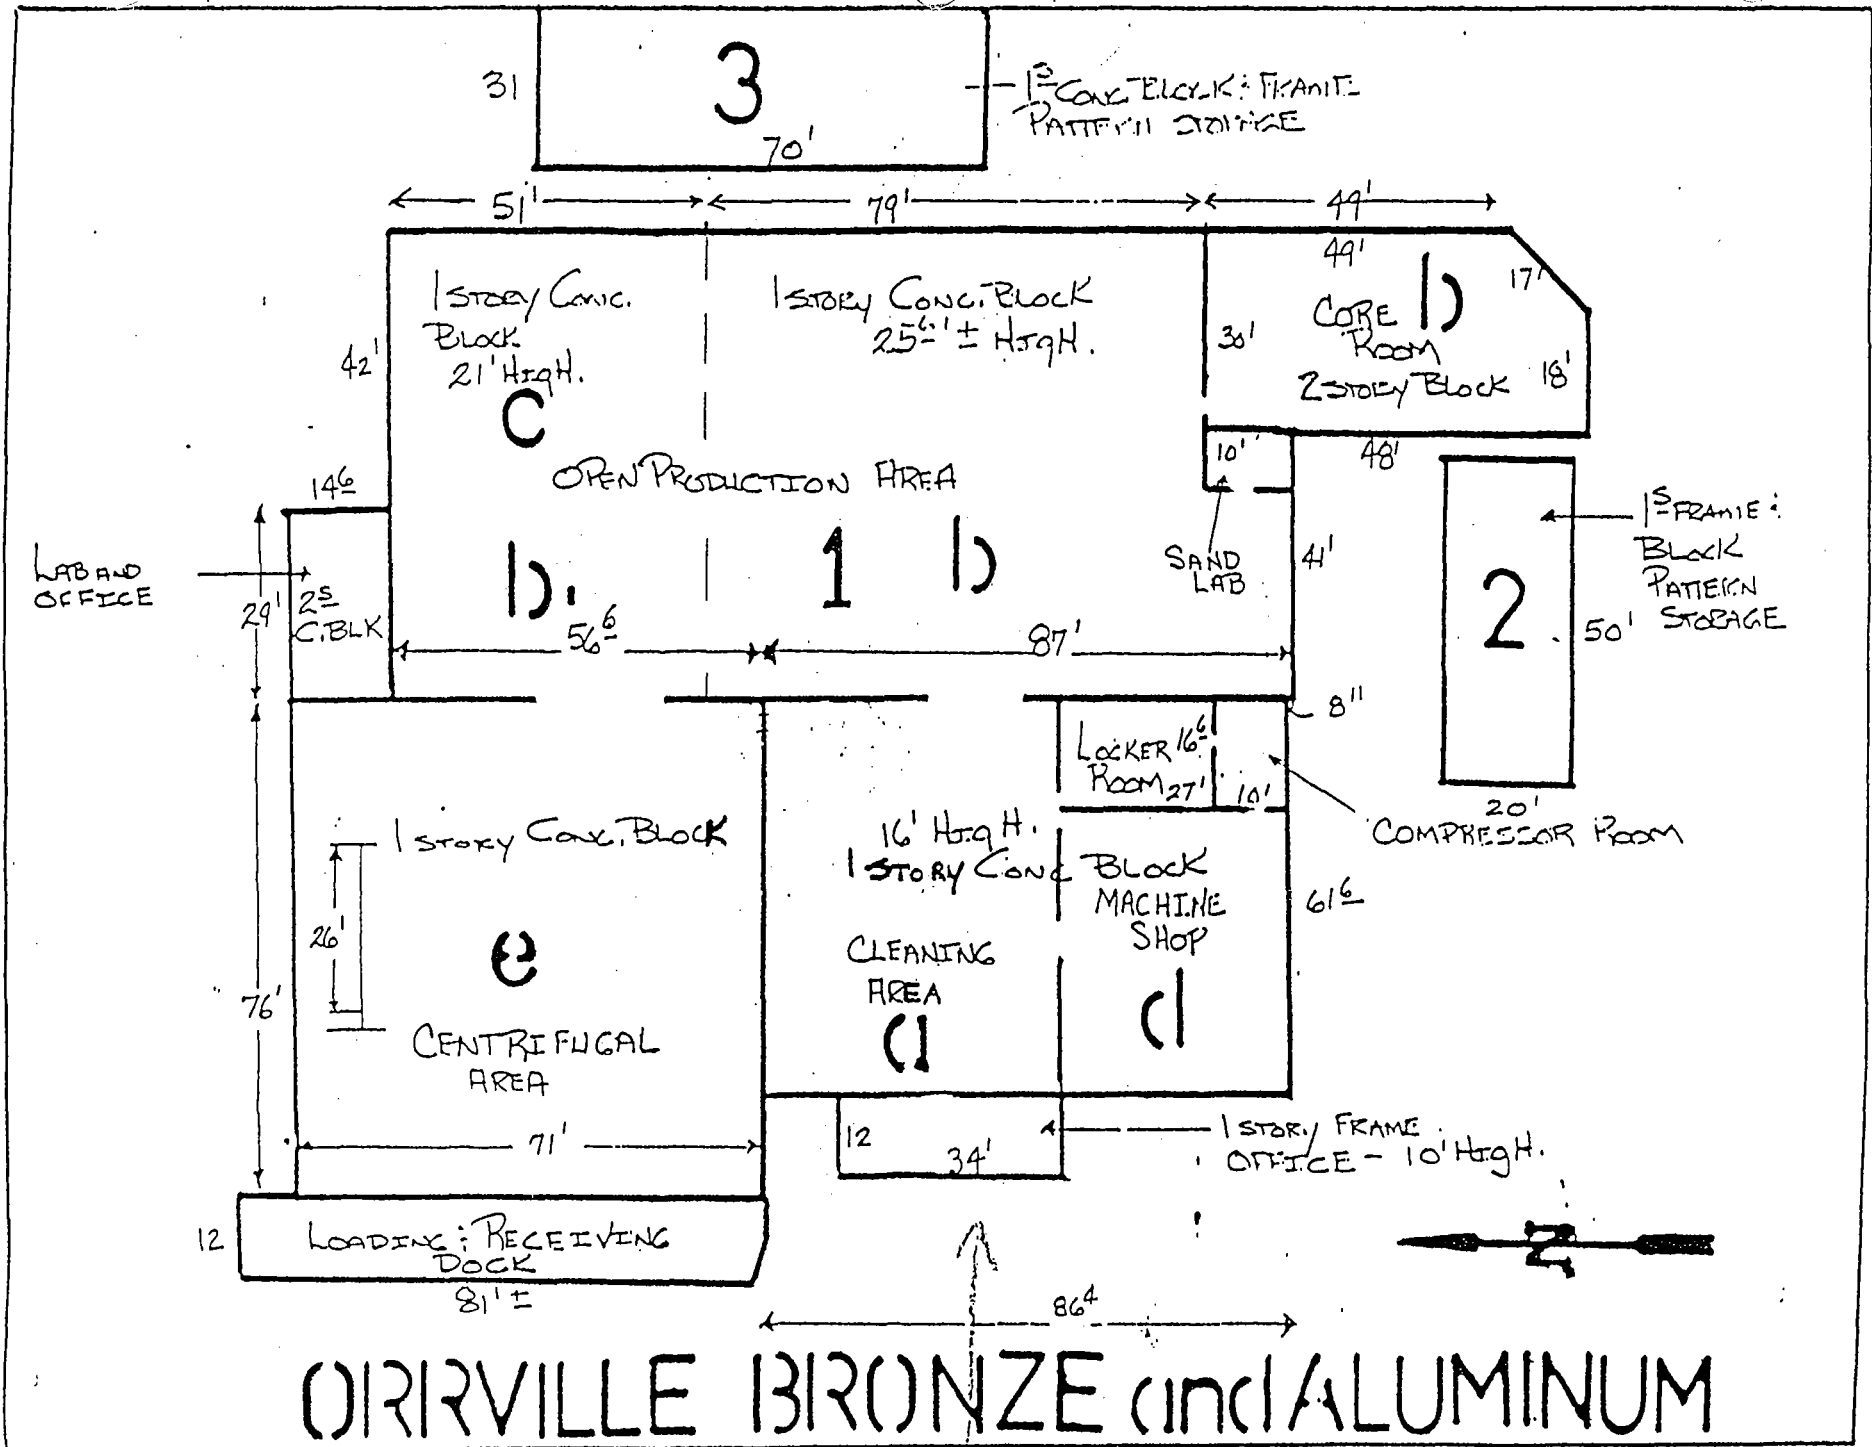 3
31
70'
1S CONC BLOCK & FRAME
PATTERN STORAGE
51'
79'
49'
49'
17'
1 STORY CONC.
BLOCK
21' HIGH.
C
1 STORY CONC. BLOCK
± HIGH.
CORE
ROOM
2 STORY BLOCK
b
42'
30'
18'
10'
48'
OPEN PRODUCTION AREA
14 6
LAB AND
OFFICE
29'
2S
C. BLK
b.
1
b
SAND
LAB
41'
2
1S FRAME &
BLOCK
PATTERN
STORAGE
50'
20'
56 6
87'
8"
LOCKER
ROOM
16 6
27'
10'
COMPRESSOR ROOM
1 STORY CONC. BLOCK
16' HIGH.
1 STORY CONC BLOCK
MACHINE
SHOP
61 6
26'
e
CLEANING
AREA
a
d
76'
CENTRIFUGAL
AREA
71'
12
34'
1 STORY FRAME
OFFICE - 10' HIGH.
12
LOADING & RECEIVING
DOCK
81' ±
N
86 4
ORRVILLE BRONZE and ALUMINUM